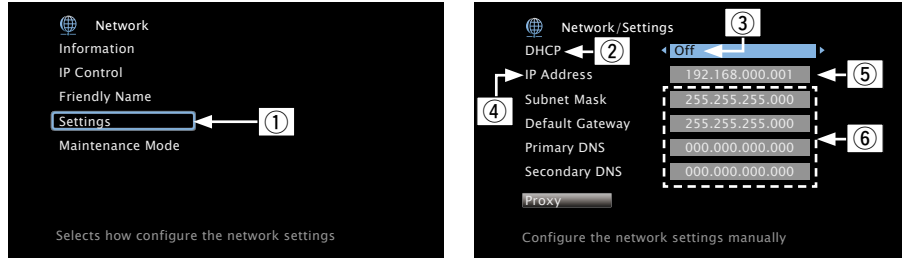 Network
Information
IP Control
Friendly Name
Settings
①
Maintenance Mode
Selects how configure the network settings
Network/Settings
③
DHCP
②
Off
IP Address
192.168.000.001
⑤
④
Subnet Mask
255.255.255.000
Default Gateway
255.255.255.000
⑥
Primary DNS
000.000.000.000
Secondary DNS
000.000.000.000
Proxy
Configure the network settings manually